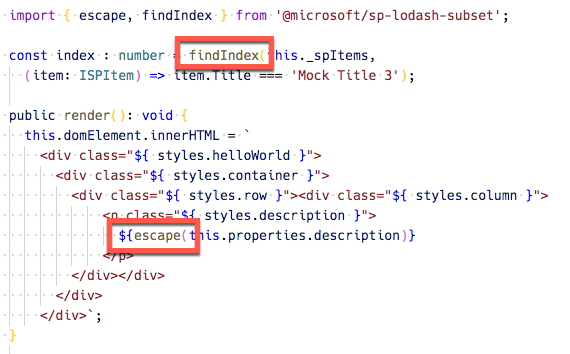 import { escape, findIndex } from '@microsoft/sp-lodash-subset';
const index : number = findIndex(this._spItems,
(item: ISPItem) => item.Title === 'Mock Title 3');
public render(): void {
this.domElement.innerHTML = `
<div class="${ styles.helloWorld }">
<div class="${ styles.container }">
<div class="${ styles.row }"><div class="${ styles.column }">
<p class="${ styles.description }">
${escape(this.properties.description)}
</p>
</div></div>
</div>
</div>`;
}